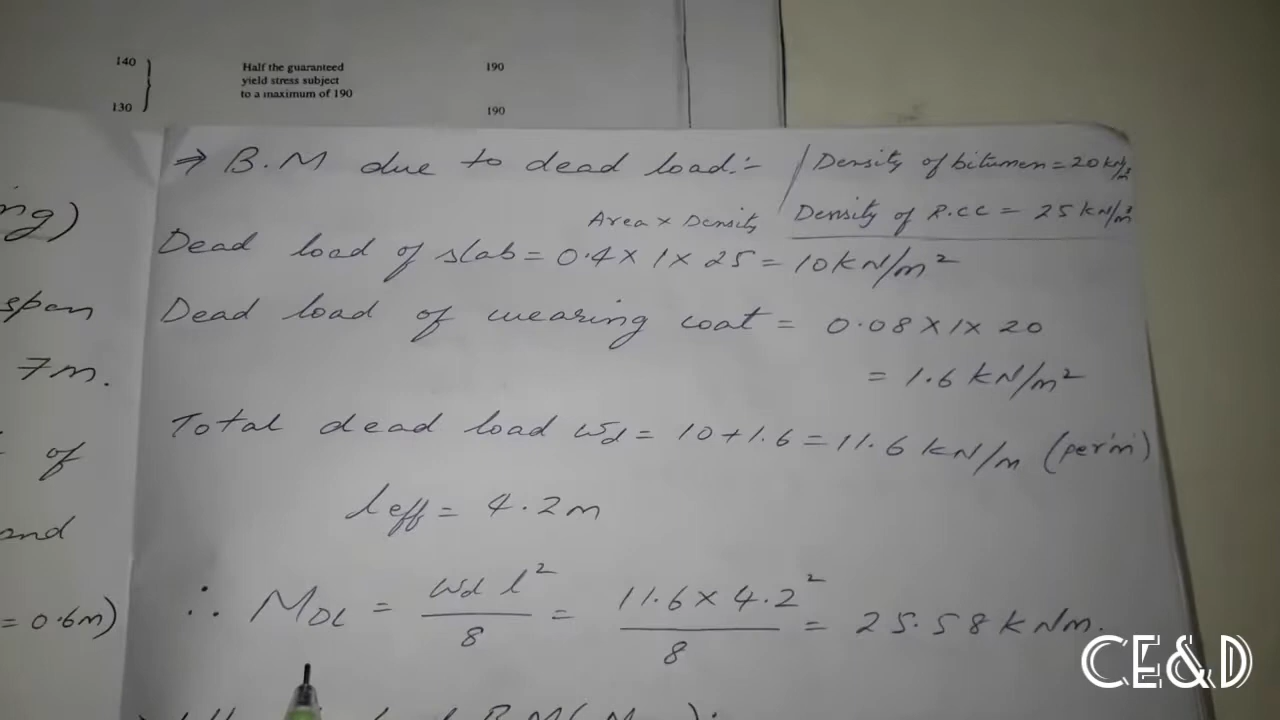 140
130
Half the guaranteed
yield stress subject
to a maximum of 190
190
190
ing)
span
7m.
of
and
= 0.6m)
⇒ B.M due to dead load:-
Density of bitumen = 20 kN/m³
Density of R.CC = 25 kN/m³
Area × Density
Dead load of slab = 0.4 × 1 × 25 = 10 kN/m²
Dead load of wearing coat = 0.08 × 1 × 20
= 1.6 kN/m²
Total dead load wd = 10 + 1.6 = 11.6 kN/m (per 'm')
leff = 4.2 m
∴ MDL = wd l² / 8 = 11.6 × 4.2² / 8 = 25.58 kNm.
CE&D